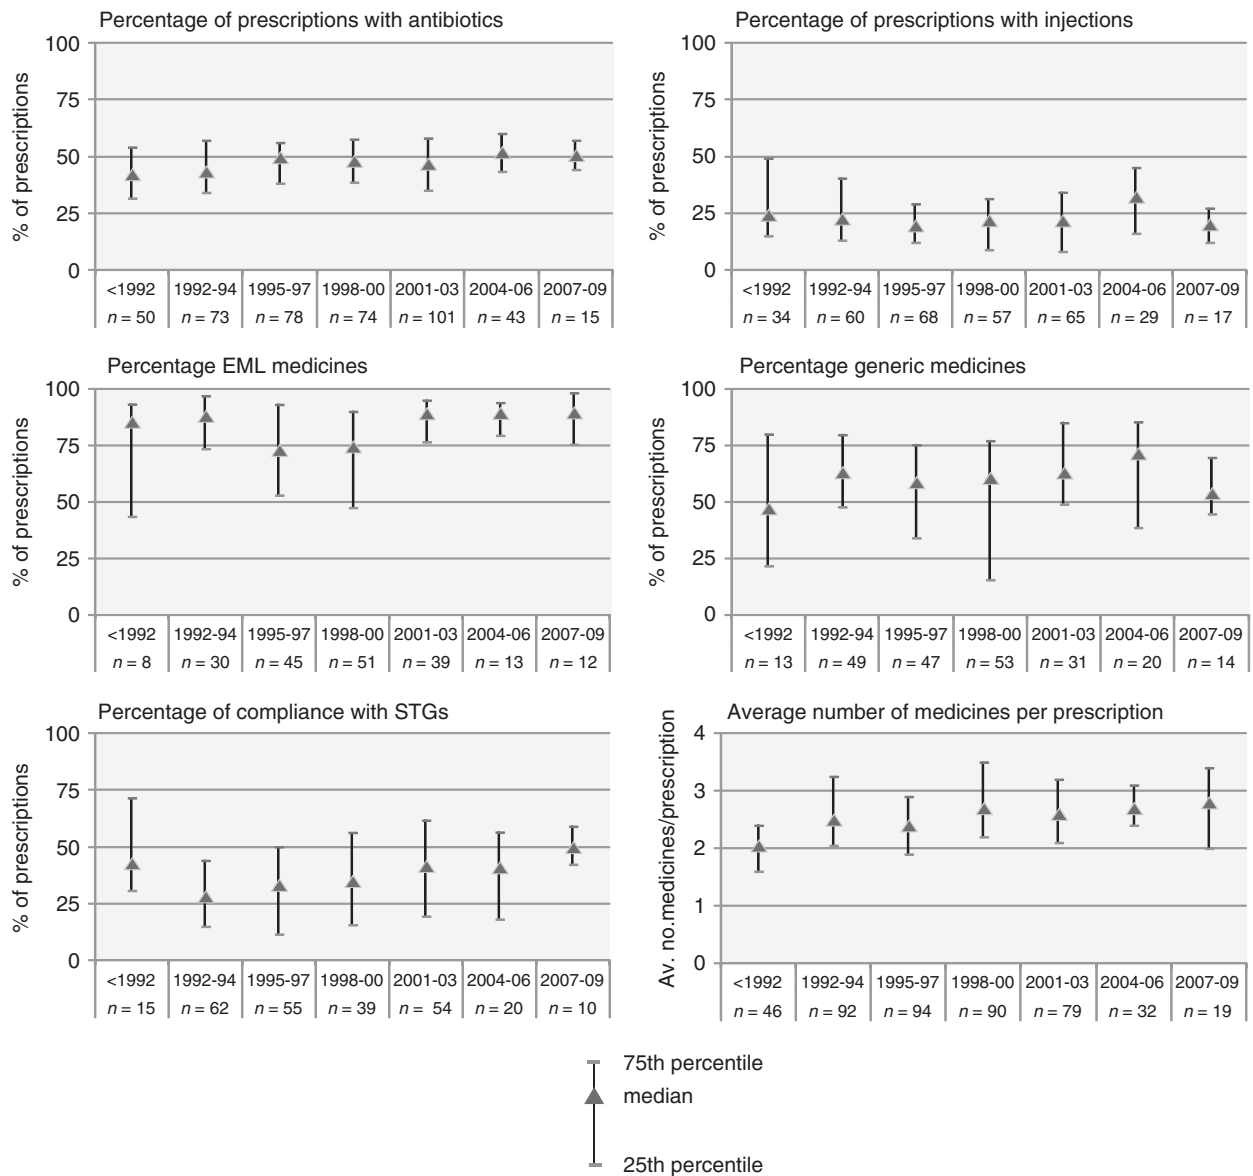 Percentage of prescriptions with antibiotics
% of prescriptions
100
75
50
25
0
<1992 1992-94 1995-97 1998-00 2001-03 2004-06 2007-09
n = 50 n = 73 n = 78 n = 74 n = 101 n = 43 n = 15
Percentage of prescriptions with injections
% of prescriptions
100
75
50
25
0
<1992 1992-94 1995-97 1998-00 2001-03 2004-06 2007-09
n = 34 n = 60 n = 68 n = 57 n = 65 n = 29 n = 17
Percentage EML medicines
% of prescriptions
100
75
50
25
0
<1992 1992-94 1995-97 1998-00 2001-03 2004-06 2007-09
n = 8 n = 30 n = 45 n = 51 n = 39 n = 13 n = 12
Percentage generic medicines
% of prescriptions
100
75
50
25
0
<1992 1992-94 1995-97 1998-00 2001-03 2004-06 2007-09
n = 13 n = 49 n = 47 n = 53 n = 31 n = 20 n = 14
Percentage of compliance with STGs
% of prescriptions
100
75
50
25
0
<1992 1992-94 1995-97 1998-00 2001-03 2004-06 2007-09
n = 15 n = 62 n = 55 n = 39 n = 54 n = 20 n = 10
Average number of medicines per prescription
Av. no.medicines/prescription
4
3
2
1
0
<1992 1992-94 1995-97 1998-00 2001-03 2004-06 2007-09
n = 46 n = 92 n = 94 n = 90 n = 79 n = 32 n = 19
75th percentile
median
25th percentile